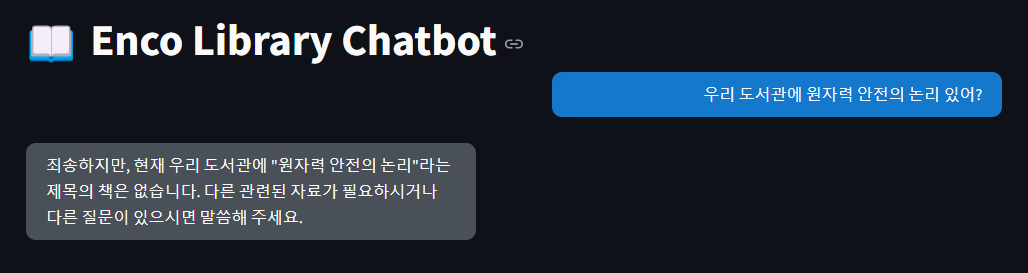 Enco Library Chatbot
우리 도서관에 원자력 안전의 논리 있어?
죄송하지만, 현재 우리 도서관에 "원자력 안전의 논리"라는
제목의 책은 없습니다. 다른 관련된 자료가 필요하시거나
다른 질문이 있으시면 말씀해 주세요.